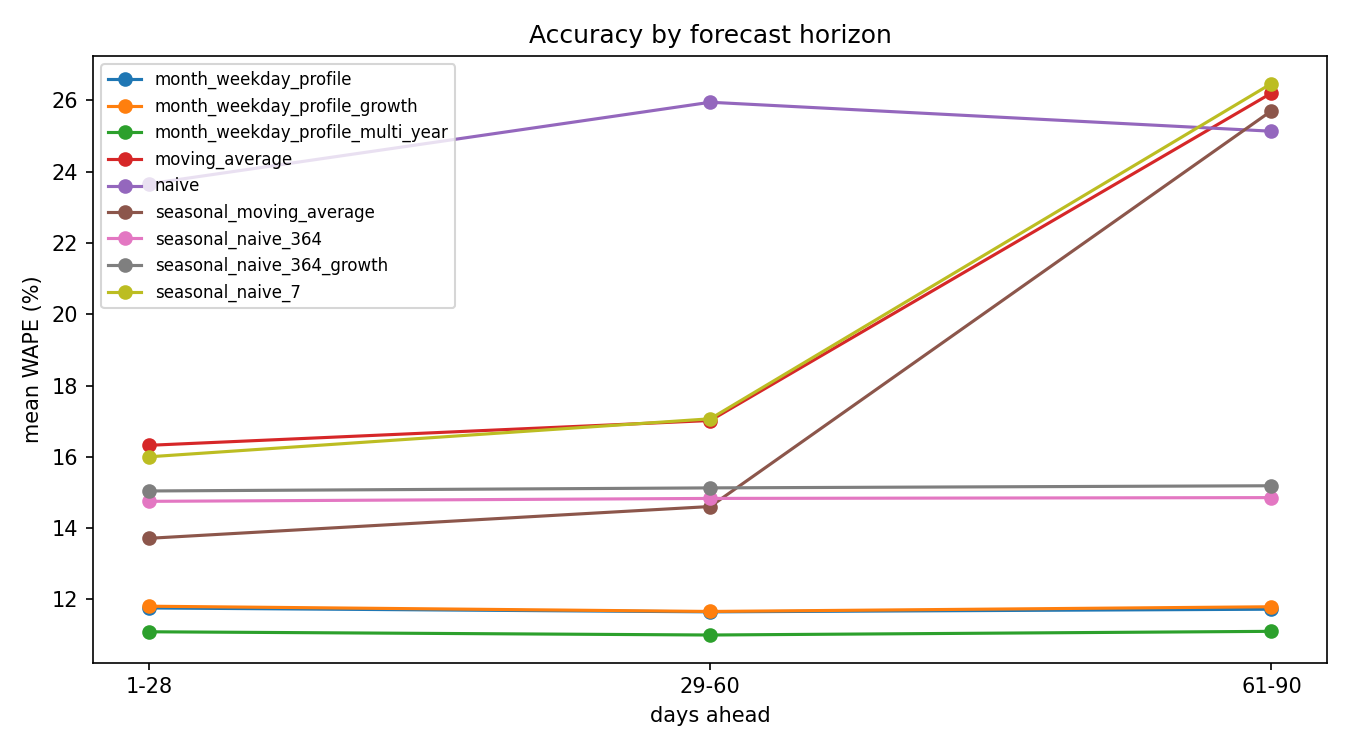 Accuracy by forecast horizon
month_weekday_profile
month_weekday_profile_growth
month_weekday_profile_multi_year
moving_average
naive
seasonal_moving_average
seasonal_naive_364
seasonal_naive_364_growth
seasonal_naive_7
mean WAPE (%)
26
24
22
20
18
16
14
12
1-28
29-60
61-90
days ahead